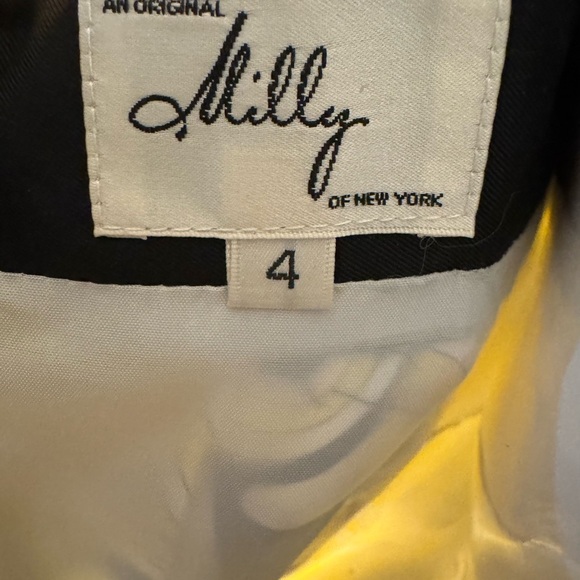 AN ORIGINAL
Milly
OF NEW YORK
4